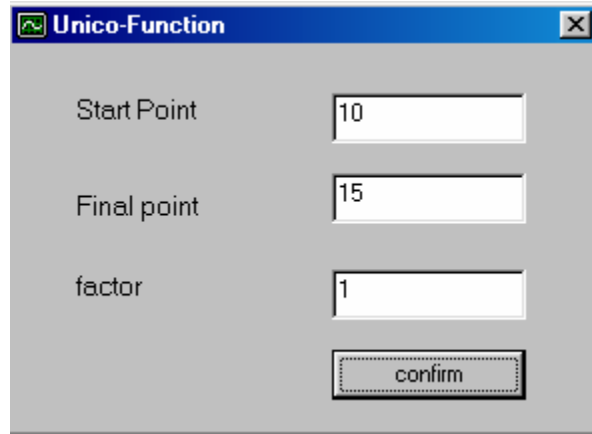 Unico-Function
Start Point 10
Final point 15
factor 1
confirm